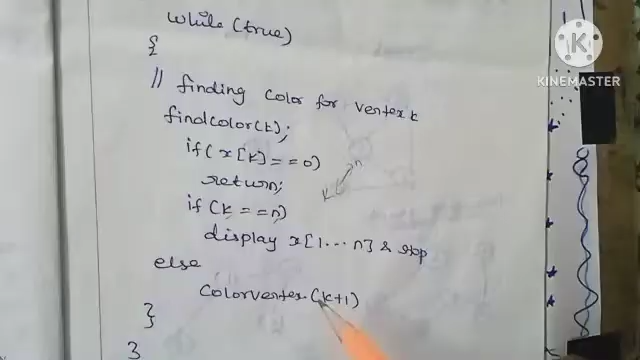 while(true)
{
// finding color for vertex k
findcolor(k);
if( x[k]==0)
return;
n
k
if (k==n)
display x[1...n] & stop
else
Colorvertex(k+1)
}
}
K
KINEMASTER